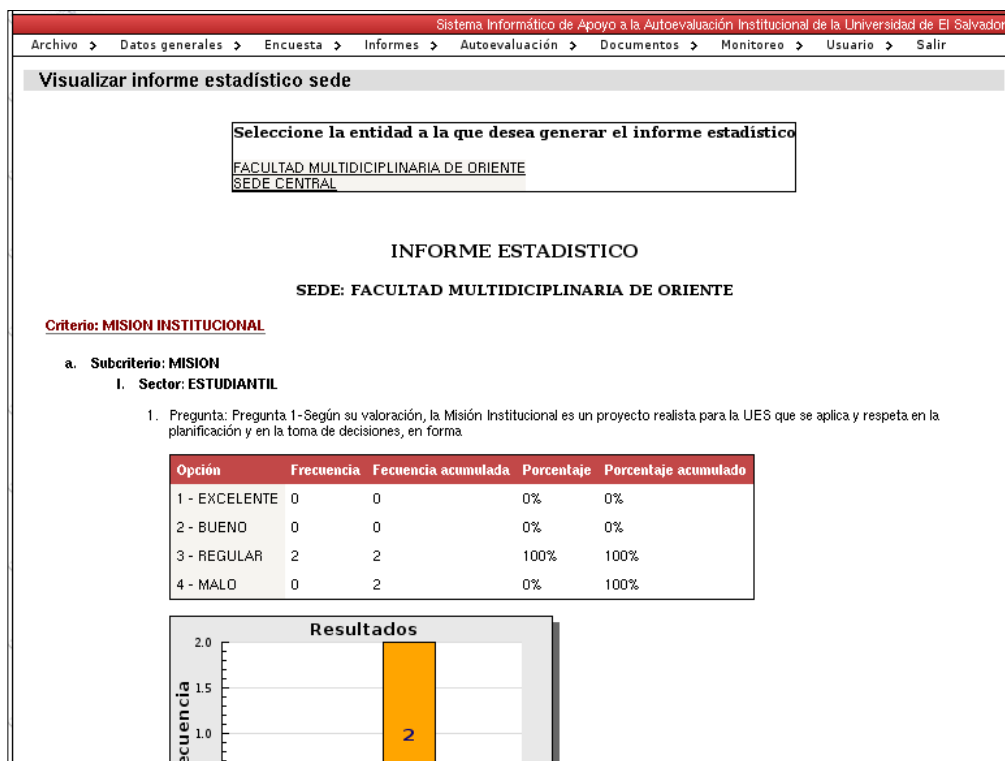 Sistema Informático de Apoyo a la Autoevaluación Institucional de la Universidad de El Salvador
Archivo > Datos generales > Encuesta > Informes > Autoevaluación > Documentos > Monitoreo > Usuario > Salir
Visualizar informe estadístico sede
Seleccione la entidad a la que desea generar el informe estadístico
FACULTAD MULTIDICIPLINARIA DE ORIENTE
SEDE CENTRAL
INFORME ESTADISTICO
SEDE: FACULTAD MULTIDICIPLINARIA DE ORIENTE
Criterio: MISION INSTITUCIONAL
a. Subcriterio: MISION
I. Sector: ESTUDIANTIL
1. Pregunta: Pregunta 1-Según su valoración, la Misión Institucional es un proyecto realista para la UES que se aplica y respeta en la
planificación y en la toma de decisiones, en forma
Opción Frecuencia Fecuencia acumulada Porcentaje Porcentaje acumulado
1 - EXCELENTE 0 0 0% 0%
2 - BUENO 0 0 0% 0%
3 - REGULAR 2 2 100% 100%
4 - MALO 0 2 0% 100%
Resultados
2.0
1.5
1.0
2